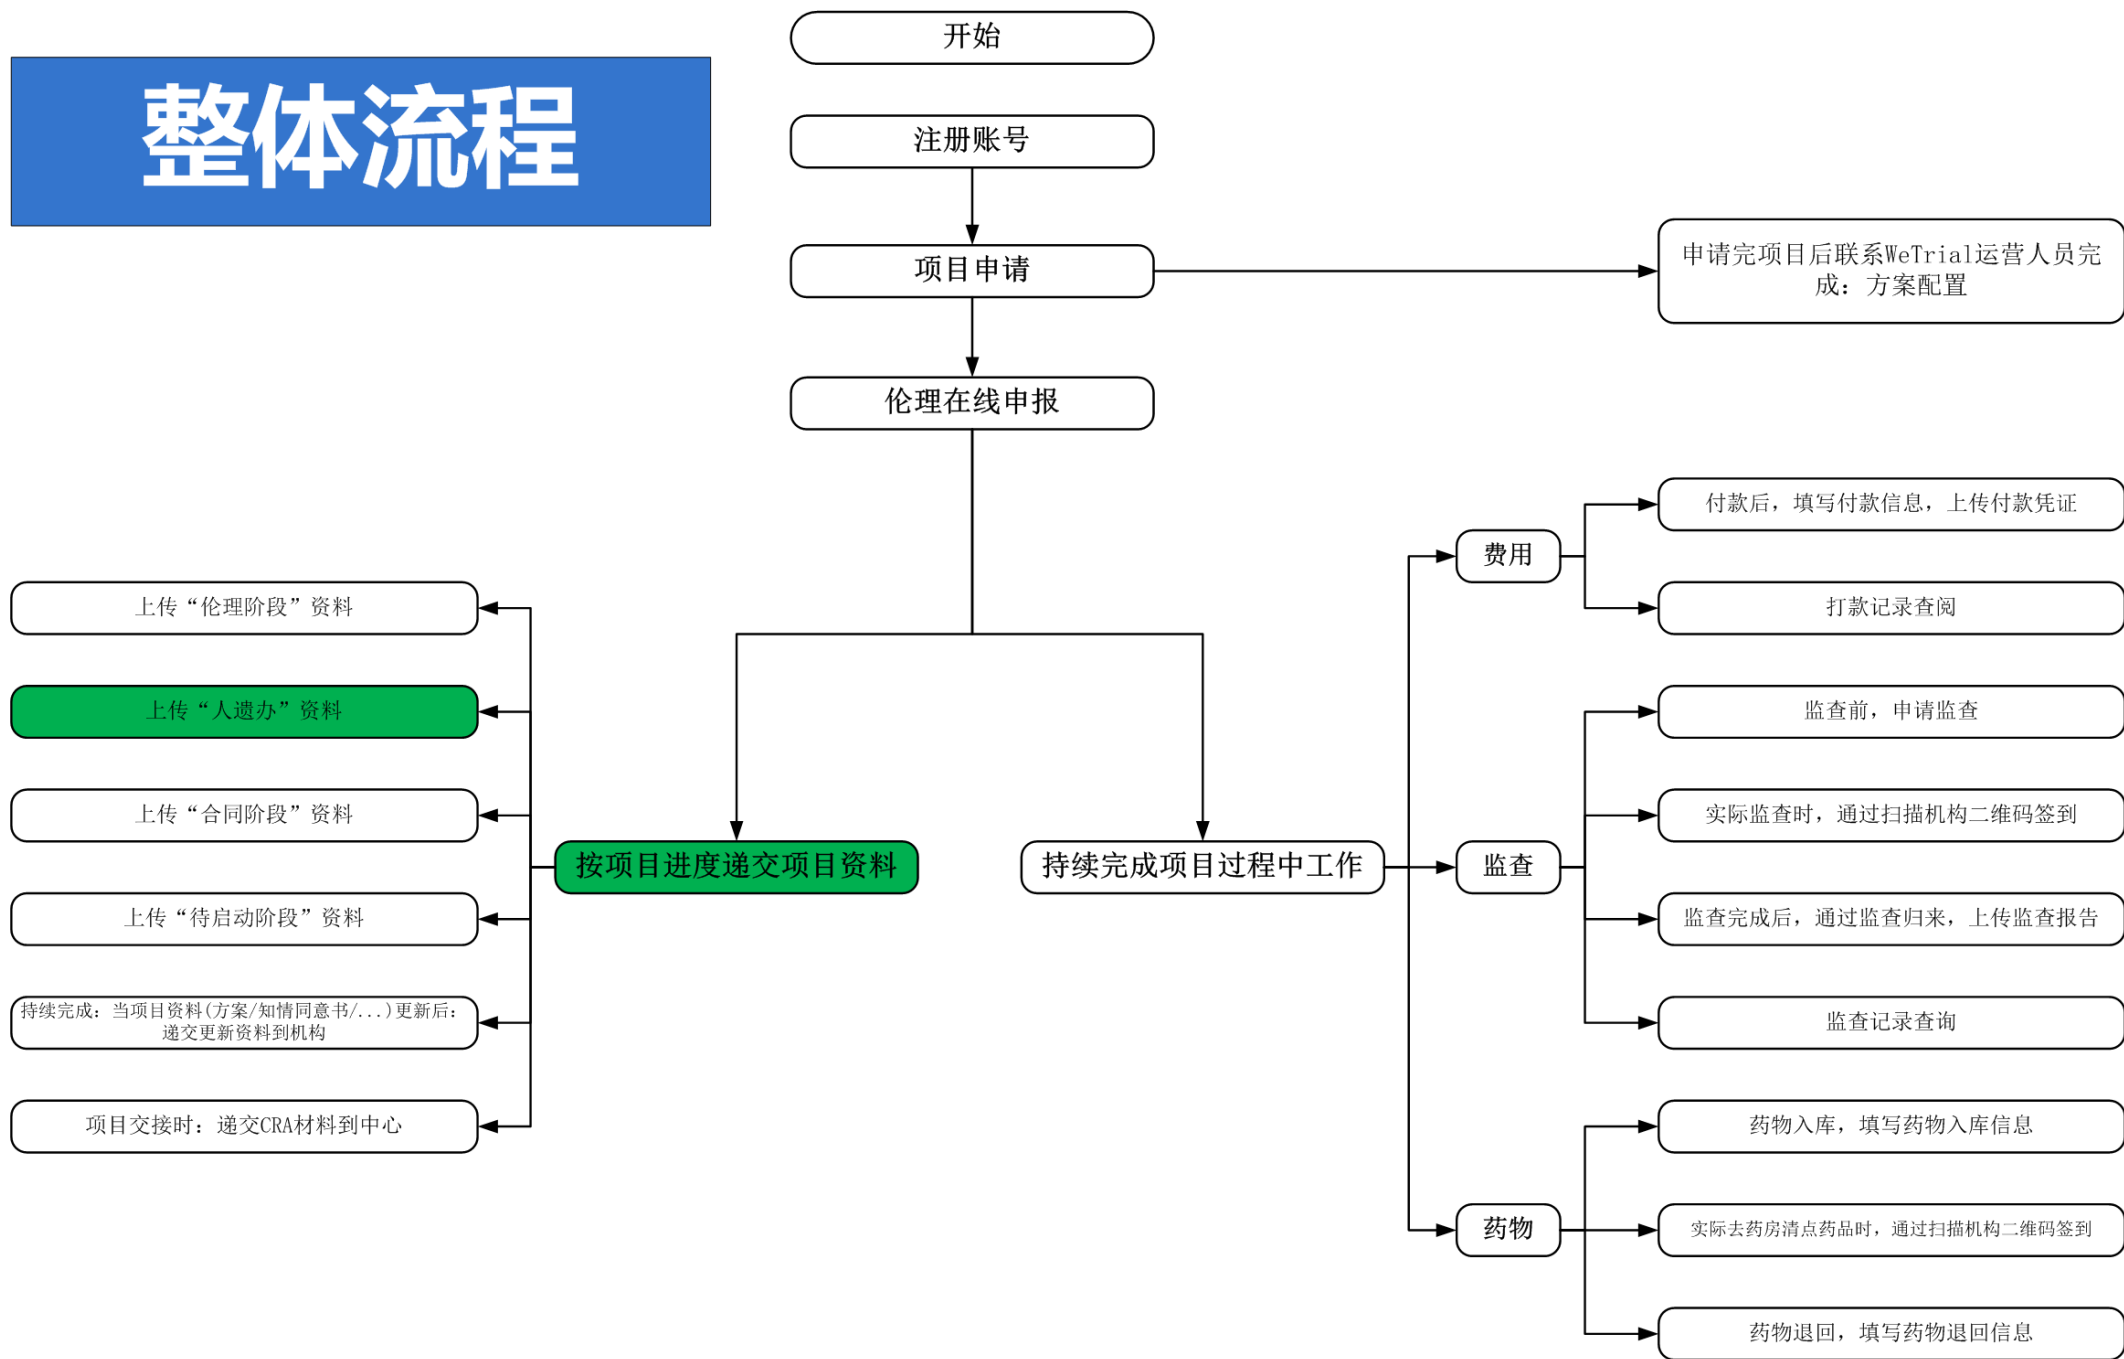 整体流程
开始
注册账号
项目申请
申请完项目后联系WeTrial运营人员完
成：方案配置
伦理在线申报
按项目进度递交项目资料
上传“伦理阶段”资料
上传“人遗办”资料
上传“合同阶段”资料
上传“待启动阶段”资料
持续完成：当项目资料(方案/知情同意书/...)更新后：
递交更新资料到机构
项目交接时：递交CRA材料到中心
持续完成项目过程中工作
费用
付款后，填写付款信息，上传付款凭证
打款记录查阅
监查
监查前，申请监查
实际监查时，通过扫描机构二维码签到
监查完成后，通过监查归来，上传监查报告
监查记录查询
药物
药物入库，填写药物入库信息
实际去药房清点药品时，通过扫描机构二维码签到
药物退回，填写药物退回信息